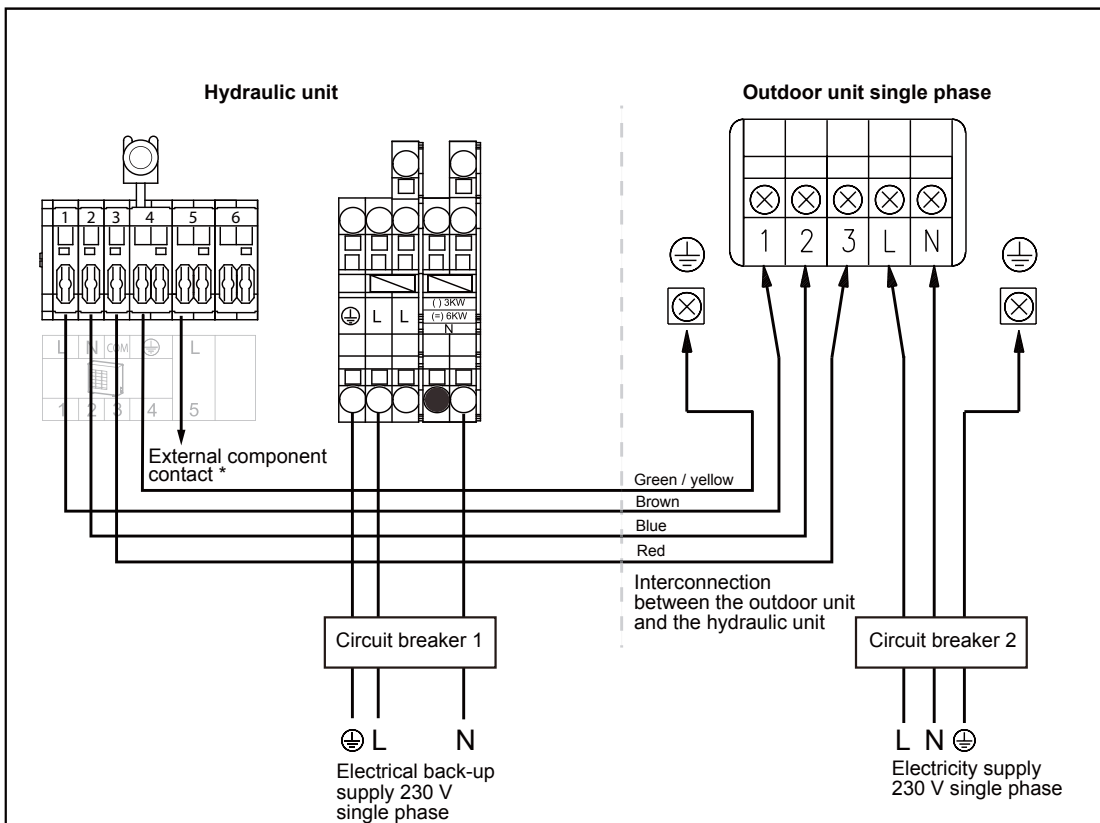 Hydraulic unit
Outdoor unit single phase
1 2 3 4 5 6
L N COM L
1 2 3 4 5
L L
( ) 3KW
(=) 6KW
N
1 2 3 L N
External component
contact *
Green / yellow
Brown
Blue
Red
Interconnection
between the outdoor unit
and the hydraulic unit
Circuit breaker 1
Circuit breaker 2
L N
Electrical back-up
supply 230 V
single phase
L N
Electricity supply
230 V single phase